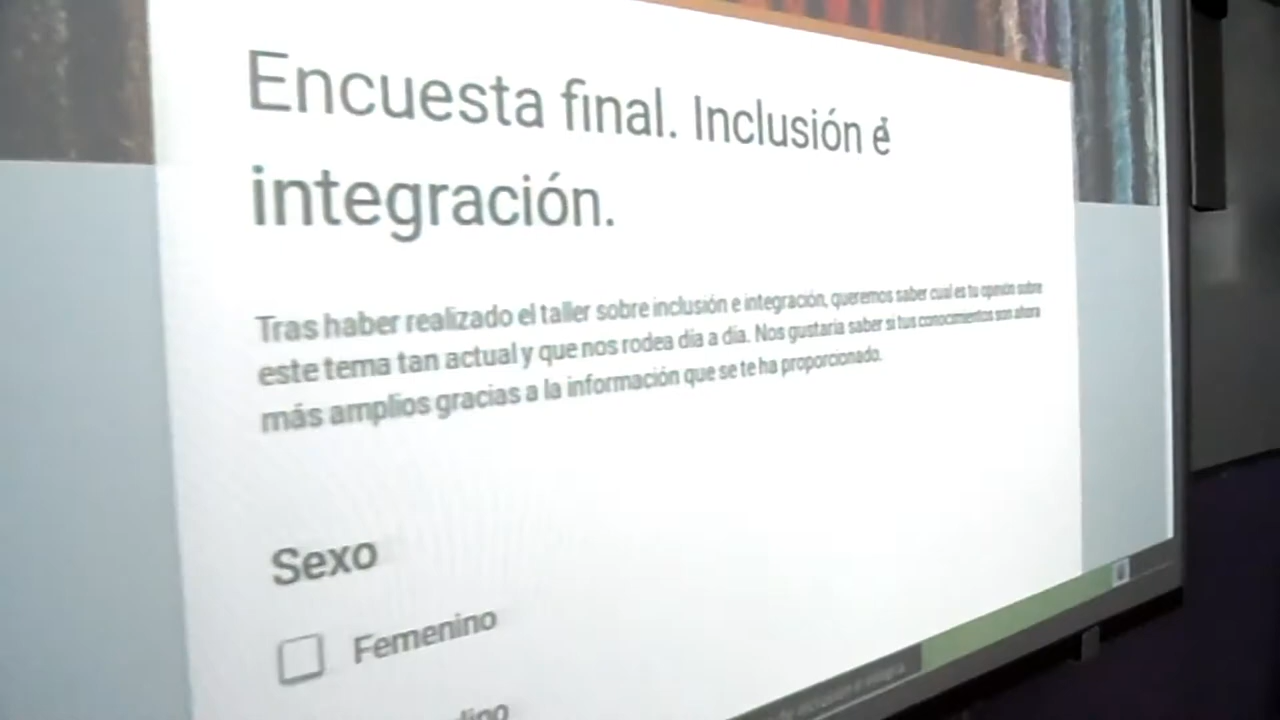 Encuesta final. Inclusión e
integración.
Tras haber realizado el taller sobre inclusión e integración, queremos saber cual es tu opinión sobre
este tema tan actual y que nos rodea día a día. Nos gustaría saber si tus conocimientos son ahora
más amplios gracias a la información que se te ha proporcionado.
Sexo
Femenino